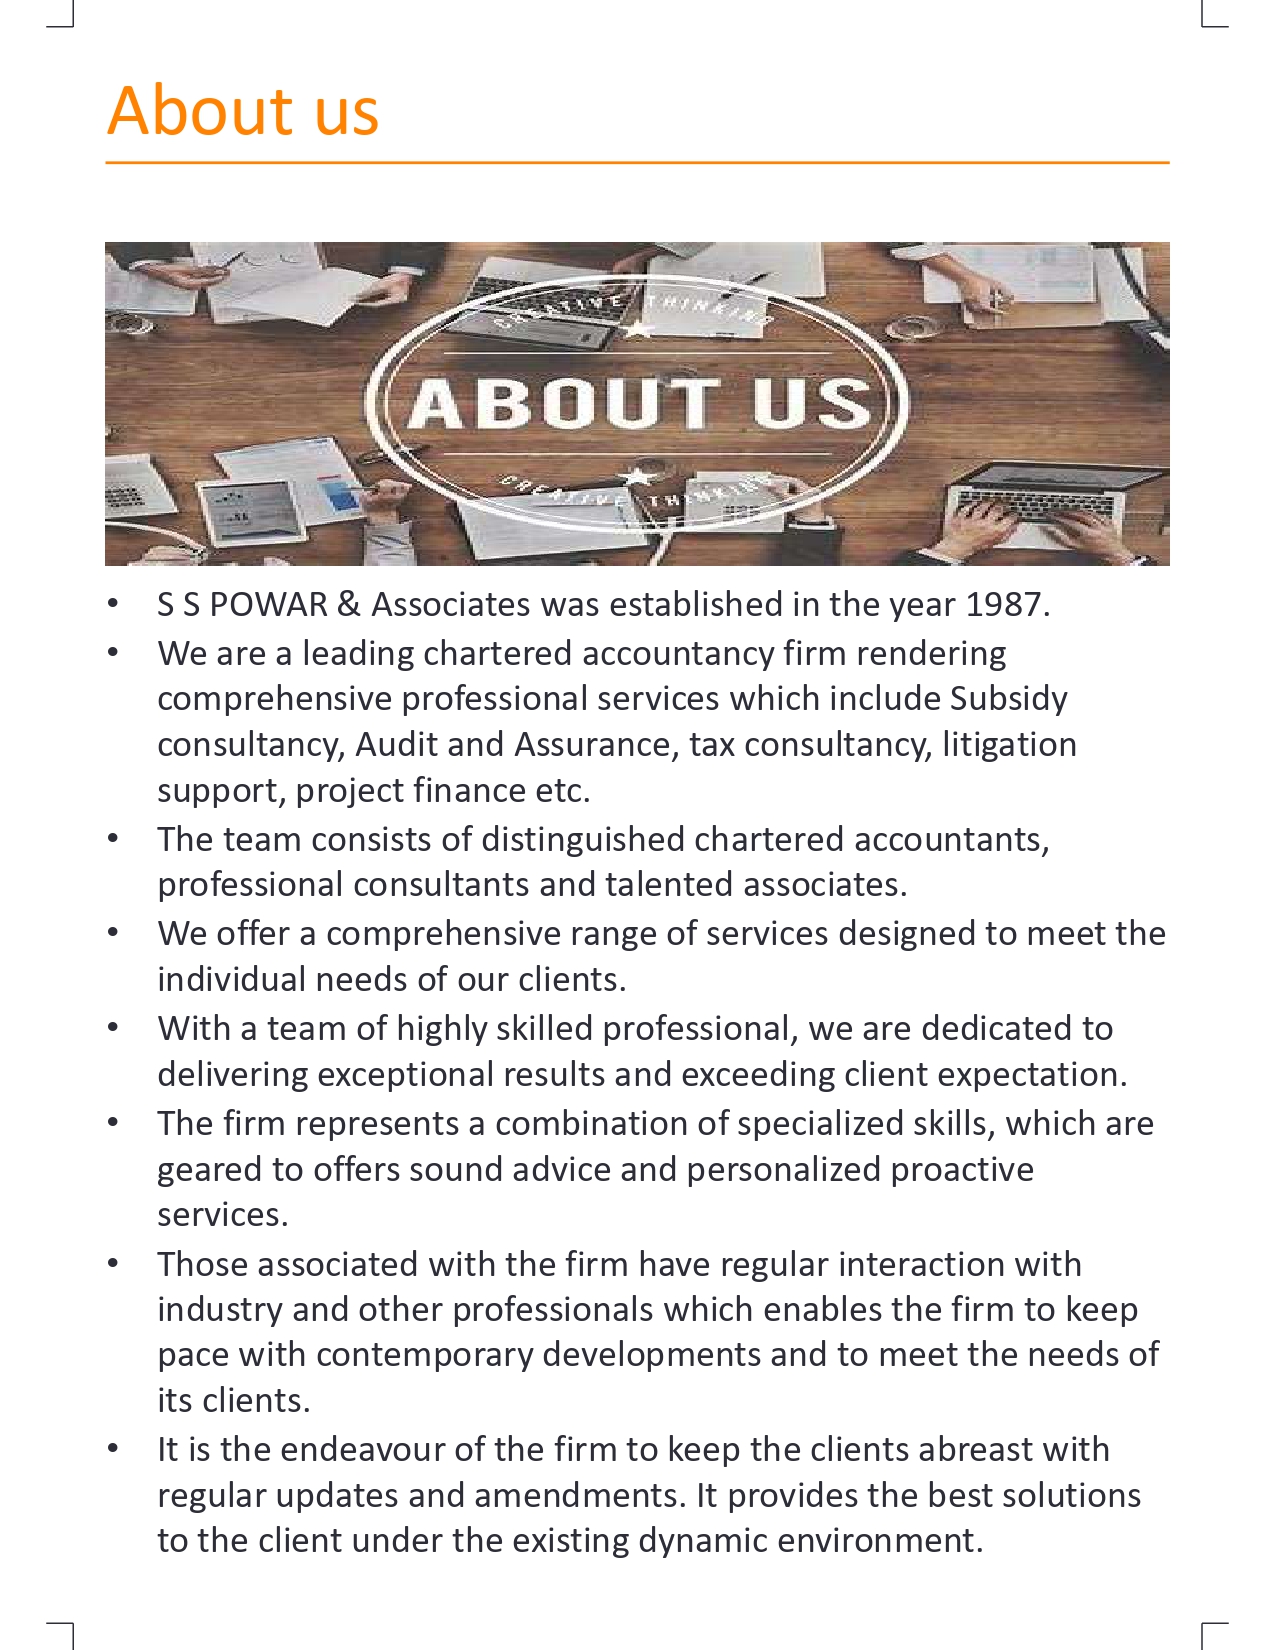 About us
CREATIVE THINKING
ABOUT US
CREATIVE THINKING
• S S POWAR & Associates was established in the year 1987.
• We are a leading chartered accountancy firm rendering
comprehensive professional services which include Subsidy
consultancy, Audit and Assurance, tax consultancy, litigation
support, project finance etc.
• The team consists of distinguished chartered accountants,
professional consultants and talented associates.
• We offer a comprehensive range of services designed to meet the
individual needs of our clients.
• With a team of highly skilled professional, we are dedicated to
delivering exceptional results and exceeding client expectation.
• The firm represents a combination of specialized skills, which are
geared to offers sound advice and personalized proactive
services.
• Those associated with the firm have regular interaction with
industry and other professionals which enables the firm to keep
pace with contemporary developments and to meet the needs of
its clients.
• It is the endeavour of the firm to keep the clients abreast with
regular updates and amendments. It provides the best solutions
to the client under the existing dynamic environment.